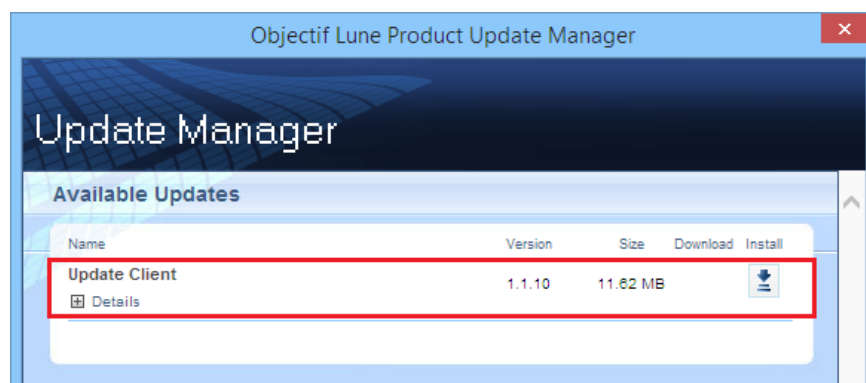 Objectif Lune Product Update Manager
Update Manager
Available Updates
Name Version Size Download Install
Update Client 1.1.10 11.62 MB
Details